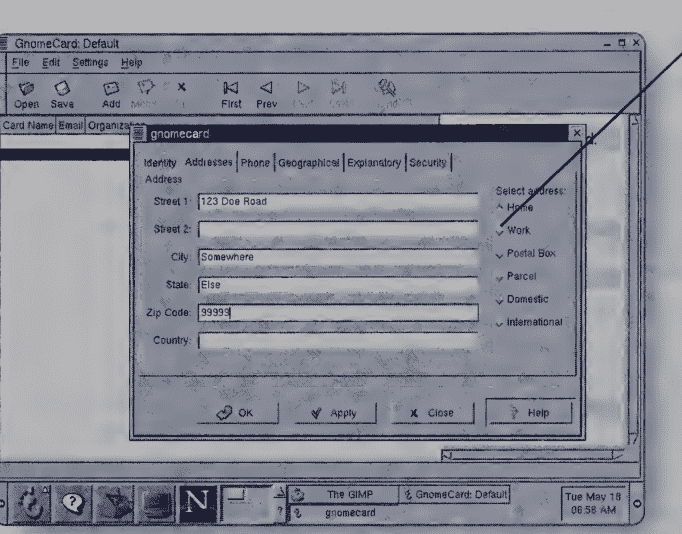 GnomeCard: Default
File Edit Settings Help
Open Save Add First Prev
Card Name Email
gnomecard
Identity Addresses Phone Geographical Explanatory Security
Address
Select address:
Street 1: 123 Doe Road
Home
Street 2:
Work
City: Somewhere
Postal Box
State: Else
Parcel
Zip Code: 99999
Domestic
Country:
International
OK Apply Close Help
The GIMP GnomeCard: Default
gnomecard
Tue May 18
06:58 AM